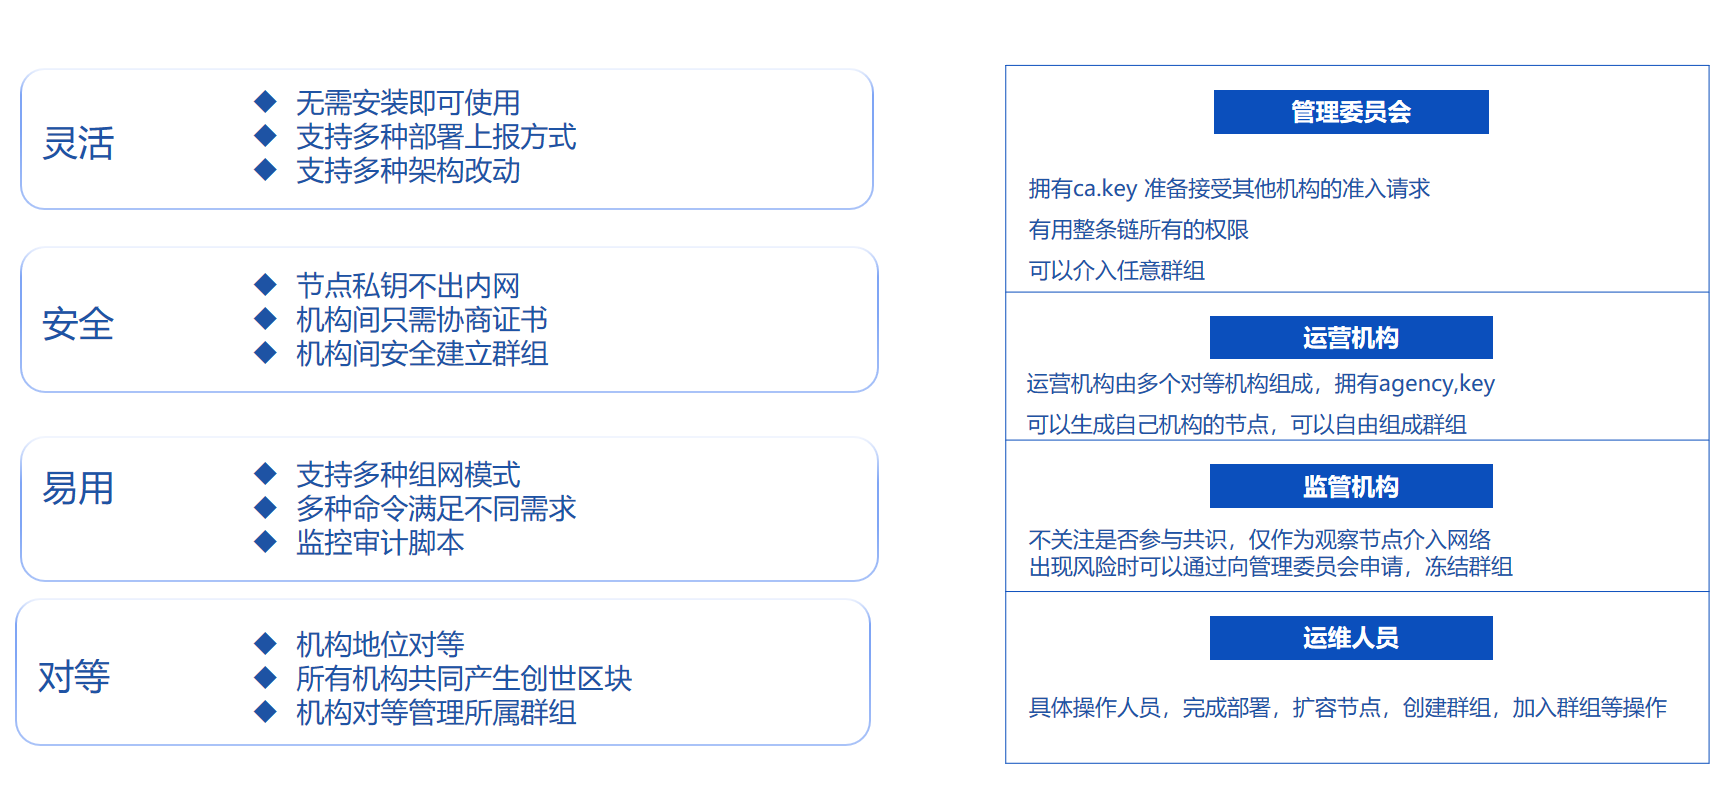 灵活
无需安装即可使用
支持多种部署上报方式
支持多种架构改动
安全
节点私钥不出内网
机构间只需协商证书
机构间安全建立群组
易用
支持多种组网模式
多种命令满足不同需求
监控审计脚本
对等
机构地位对等
所有机构共同产生创世区块
机构对等管理所属群组
管理委员会
拥有ca.key 准备接受其他机构的准入请求
有用整条链所有的权限
可以介入任意群组
运营机构
运营机构由多个对等机构组成，拥有agency,key
可以生成自己机构的节点，可以自由组成群组
监管机构
不关注是否参与共识，仅作为观察节点介入网络
出现风险时可以通过向管理委员会申请，冻结群组
运维人员
具体操作人员，完成部署，扩容节点，创建群组，加入群组等操作